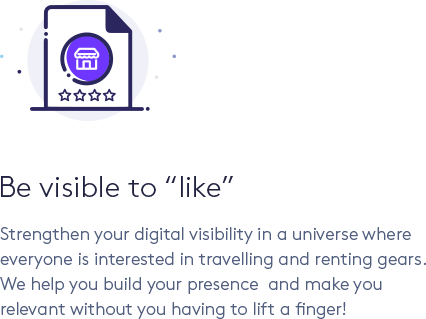 Be visible to “like”
Strengthen your digital visibility in a universe where
everyone is interested in travelling and renting gears.
We help you build your presence  and make you
relevant without you having to lift a finger!